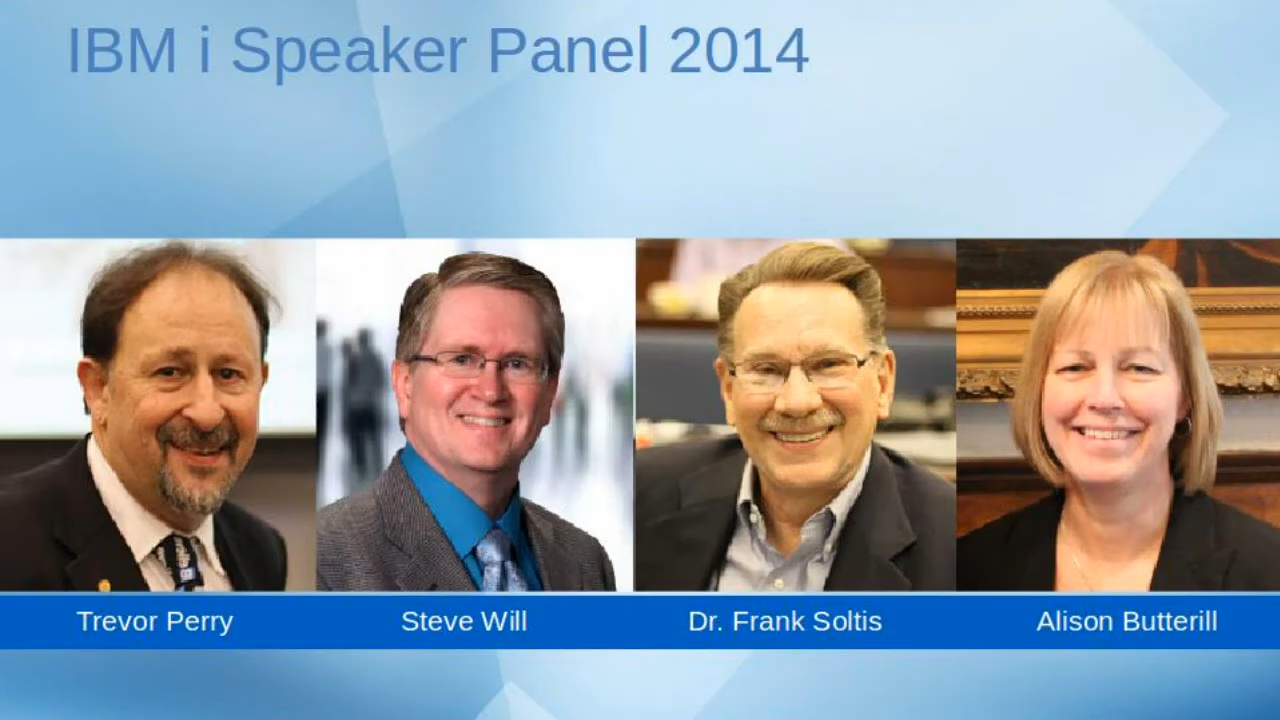 IBM i Speaker Panel 2014
Trevor Perry
Steve Will
Dr. Frank Soltis
Alison Butterill